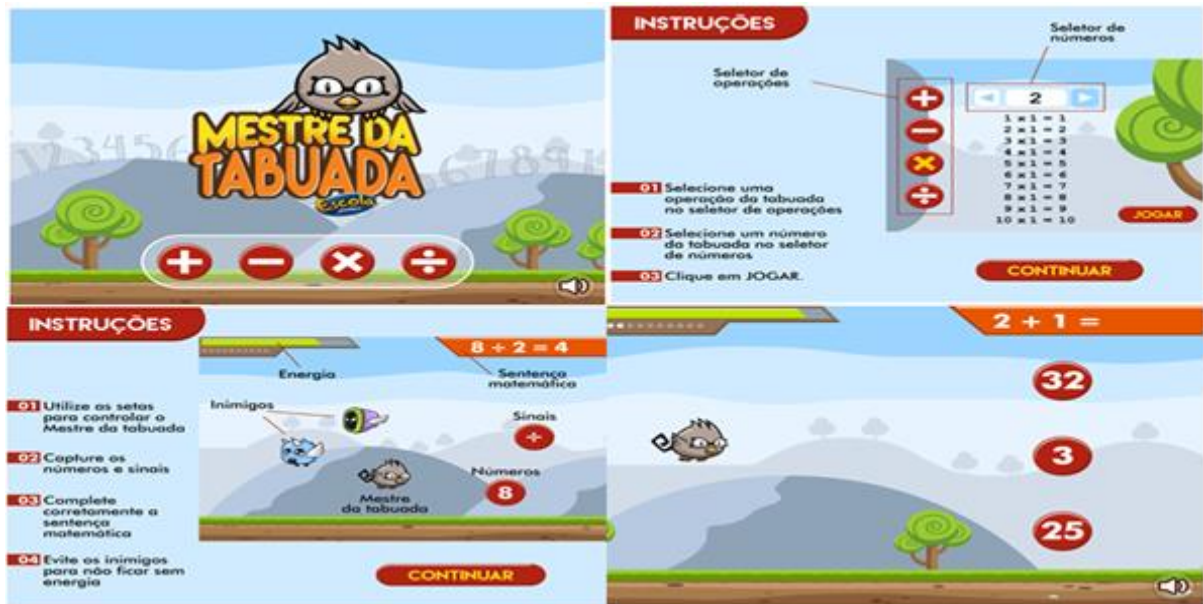 MESTRE DA
TABUADA
Escola
+ − × ÷
INSTRUÇÕES
Seletor de
números
Seletor de
operações
2
+
−
×
÷
1 x 1 = 1
2 x 1 = 2
3 x 1 = 3
4 x 1 = 4
5 x 1 = 5
6 x 1 = 6
7 x 1 = 7
8 x 1 = 8
9 x 1 = 9
10 x 1 = 10
JOGAR
01 Selecione uma
operação da tabuada
no seletor de operações
02 Selecione um número
da tabuada no seletor
de números
03 Clique em JOGAR.
CONTINUAR
INSTRUÇÕES
8 ÷ 2 = 4
Energia
Sentença
matemática
Inimigos
Sinais
÷
Números
8
Mestre
da tabuada
01 Utilize as setas
para controlar o
Mestre da tabuada
02 Capture os
números e sinais
03 Complete
corretamente a
sentença
matemática
04 Evite os inimigos
para não ficar sem
energia
CONTINUAR
2 + 1 =
32
3
25